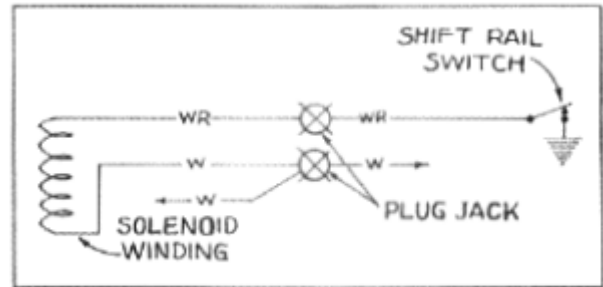 SHIFT RAIL
SWITCH
WR
WR
W
W
W
PLUG JACK
SOLENOID
WINDING